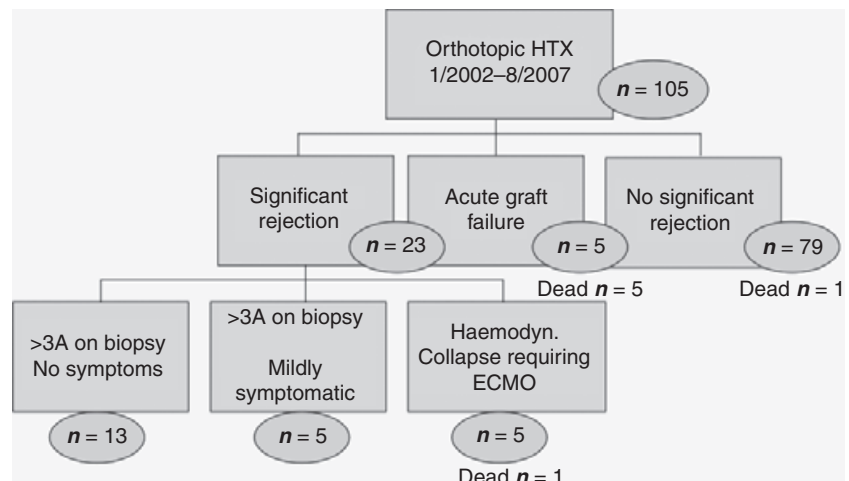 Orthotopic HTX
1/2002–8/2007
n = 105
Significant
rejection
n = 23
Acute graft
failure
n = 5
Dead n = 5
No significant
rejection
n = 79
Dead n = 1
>3A on biopsy
No symptoms
n = 13
>3A on biopsy
Mildly
symptomatic
n = 5
Haemodyn.
Collapse requiring
ECMO
n = 5
Dead n = 1